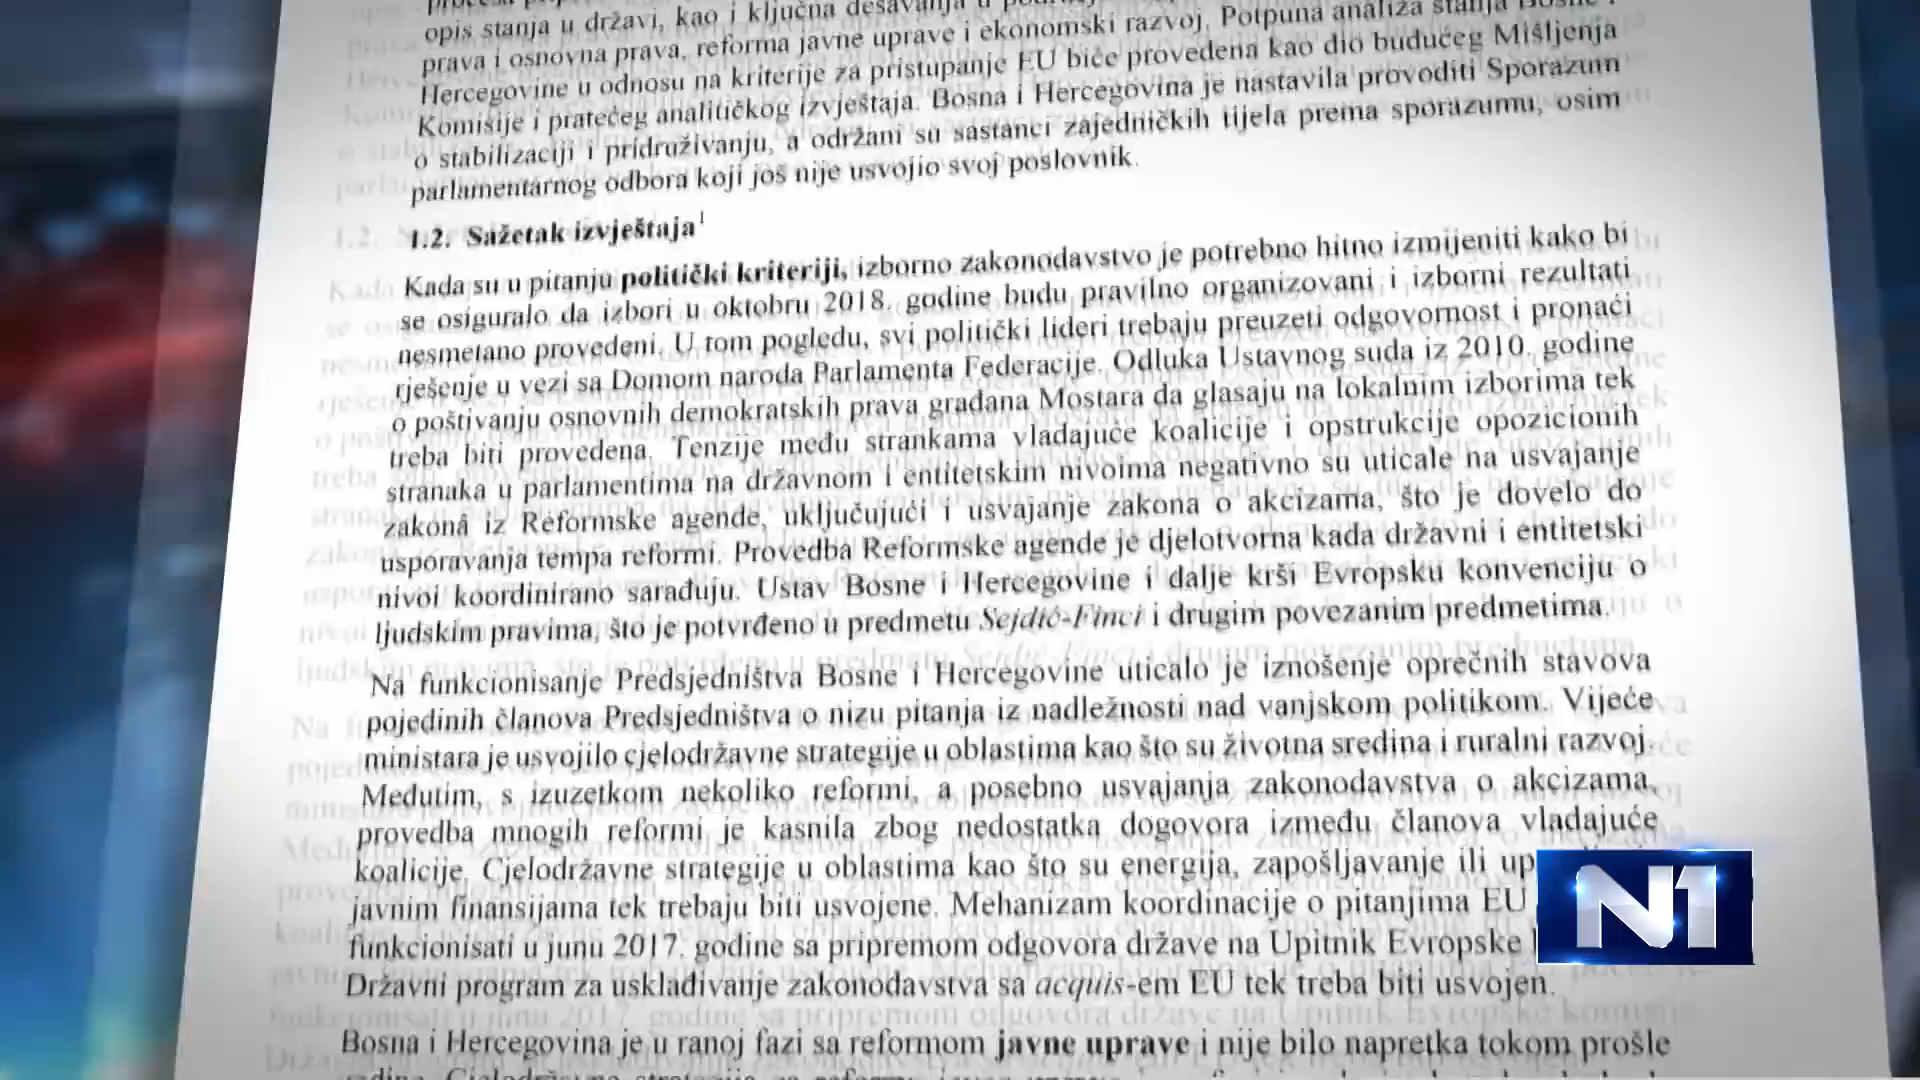 opis stanja u državi, kao i ključna dešavanja u
prava i osnovna prava, reforma javne uprave i ekonomski razvoj. Potpuna analiza stanja Bosne i
Hercegovine u odnosu na kriterije za pristupanje EU biće provedena kao dio budućeg Mišljenja
Komisije i pratećeg analitičkog izvještaja. Bosna i Hercegovina je nastavila provoditi Sporazum
o stabilizaciji i pridruživanju, a održani su sastanci zajedničkih tijela prema sporazumu, osim
parlamentarnog odbora koji još nije usvojio svoj poslovnik.
1.2. Sažetak izvještaja¹
Kada su u pitanju politički kriteriji, izborno zakonodavstvo je potrebno hitno izmijeniti kako bi
se osiguralo da izbori u oktobru 2018. godine budu pravilno organizovani i izborni rezultati
nesmetano provedeni. U tom pogledu, svi politički lideri trebaju preuzeti odgovornost i pronaći
rješenje u vezi sa Domom naroda Parlamenta Federacije. Odluka Ustavnog suda iz 2010. godine
o poštivanju osnovnih demokratskih prava građana Mostara da glasaju na lokalnim izborima tek
treba biti provedena. Tenzije među strankama vladajuće koalicije i opstrukcije opozicionih
stranaka u parlamentima na državnom i entitetskim nivoima negativno su uticale na usvajanje
zakonâ iz Reformske agende, uključujući i usvajanje zakona o akcizama, što je dovelo do
usporavanja tempa reformi. Provedba Reformske agende je djelotvorna kada državni i entitetski
nivoi koordinirano sarađuju. Ustav Bosne i Hercegovine i dalje krši Evropsku konvenciju o
ljudskim pravima, što je potvrđeno u predmetu Sejdić-Finci i drugim povezanim predmetima.
Na funkcionisanje Predsjedništva Bosne i Hercegovine uticalo je iznošenje oprečnih stavova
pojedinih članova Predsjedništva o nizu pitanja iz nadležnosti nad vanjskom politikom. Vijeće
ministara je usvojilo cjelodržavne strategije u oblastima kao što su životna sredina i ruralni razvoj.
Međutim, s izuzetkom nekoliko reformi, a posebno usvajanja zakonodavstva o akcizama,
provedba mnogih reformi je kasnila zbog nedostatka dogovora između članova vladajuće
koalicije. Cjelodržavne strategije u oblastima kao što su energija, zapošljavanje ili up
javnim finansijama tek trebaju biti usvojene. Mehanizam koordinacije o pitanjima EU
funkcionisati u junu 2017. godine sa pripremom odgovora države na Upitnik Evropske
Državni program za usklađivanje zakonodavstva sa acquis-em EU tek treba biti usvojen.
Bosna i Hercegovina je u ranoj fazi sa reformom javne uprave i nije bilo napretka tokom prošle
N1